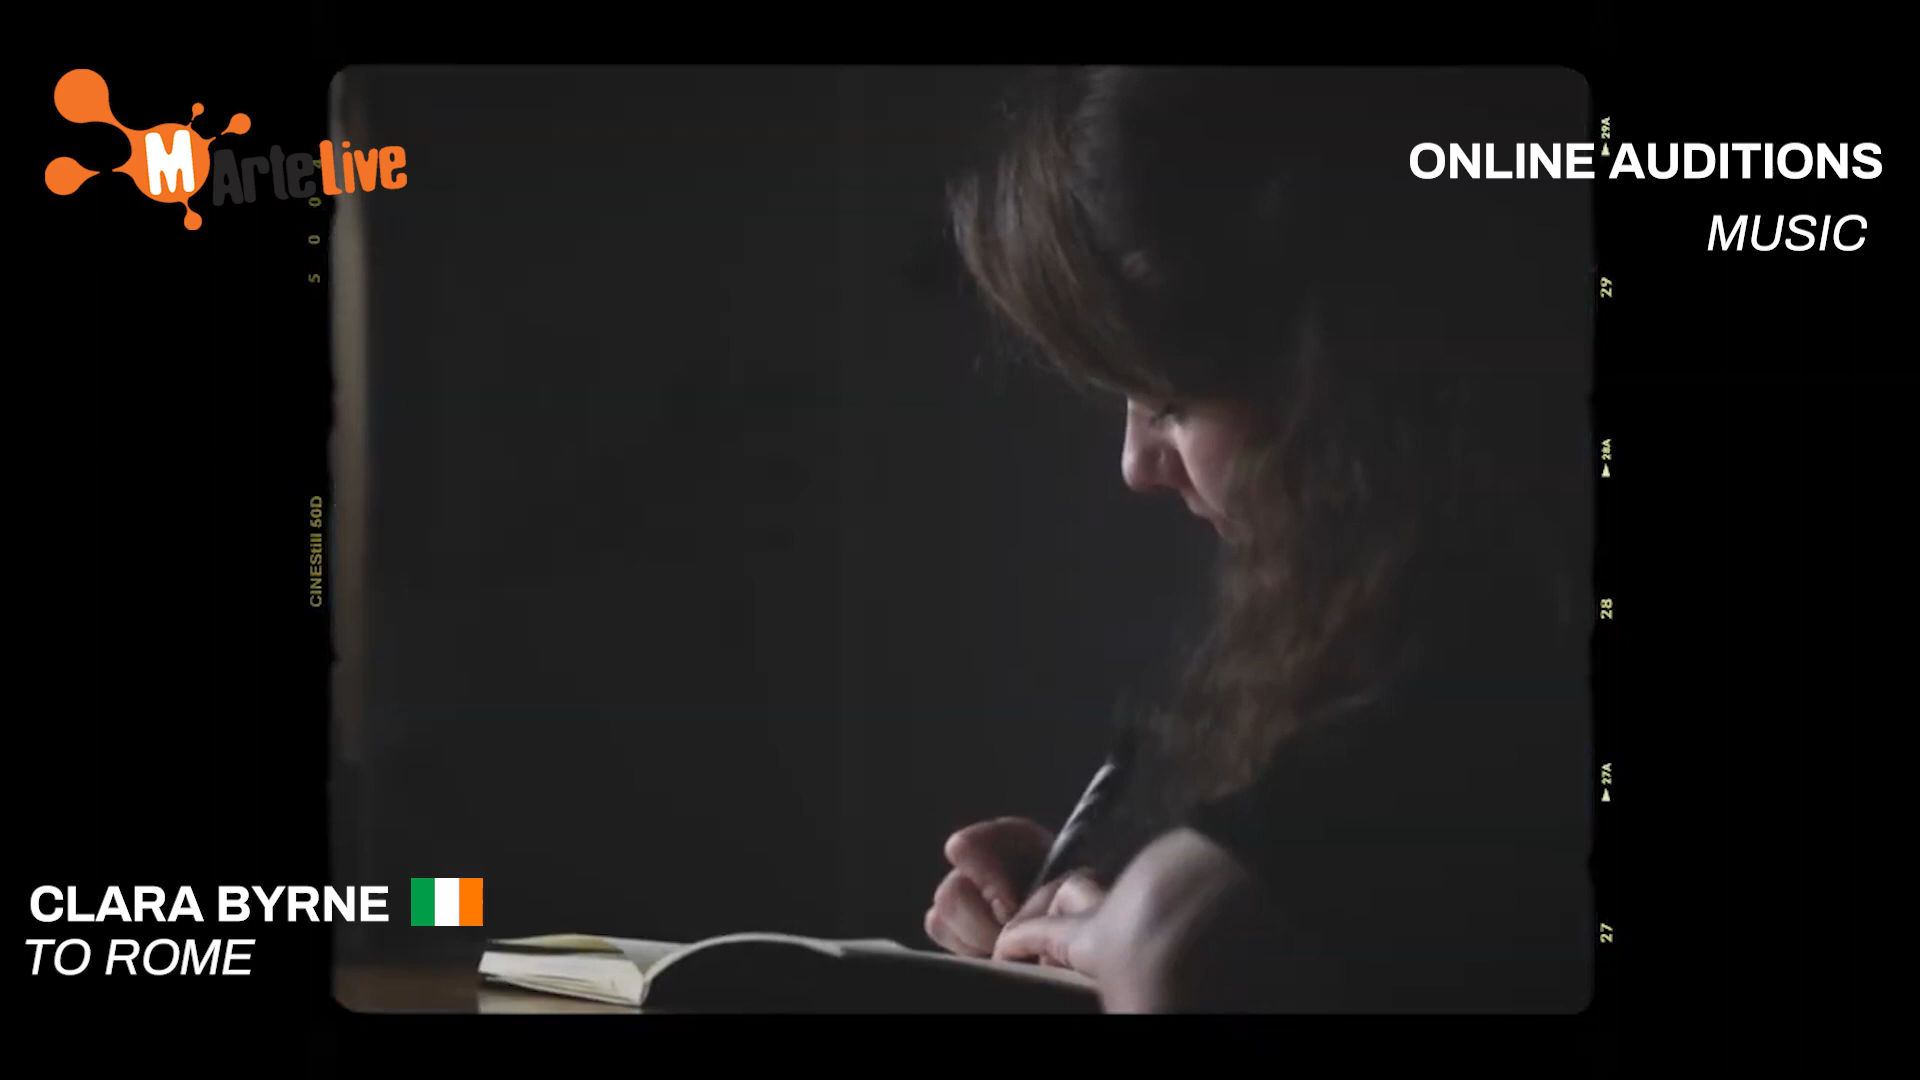 MArtelive
ONLINE AUDITIONS
MUSIC
CINEStill 50D
29A
29
28A
28
27A
27
CLARA BYRNE
TO ROME